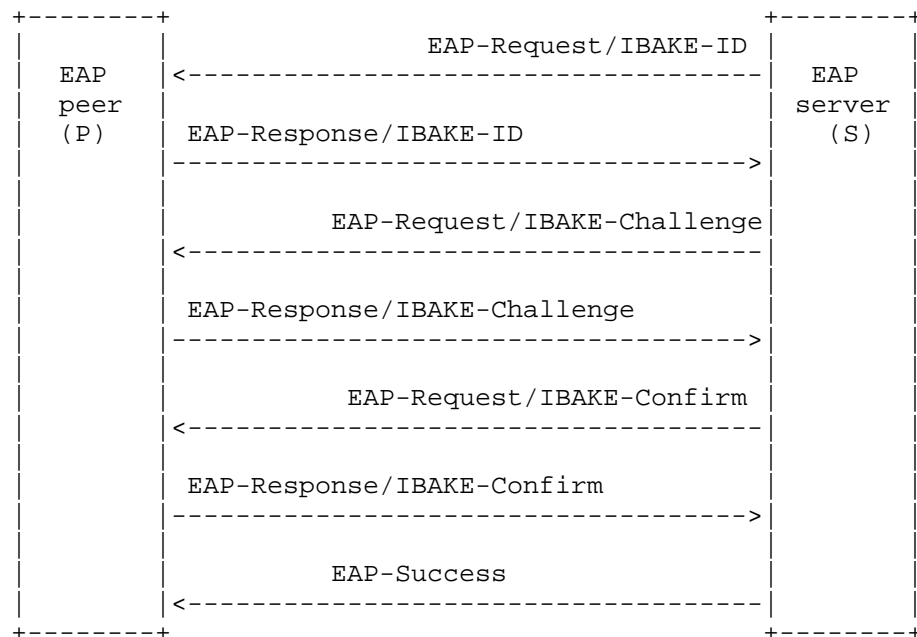 EAP-Request/IBAKE-ID
EAP EAP
peer server
(P) EAP-Response/IBAKE-ID (S)
EAP-Request/IBAKE-Challenge
EAP-Response/IBAKE-Challenge
EAP-Request/IBAKE-Confirm
EAP-Response/IBAKE-Confirm
EAP-Success